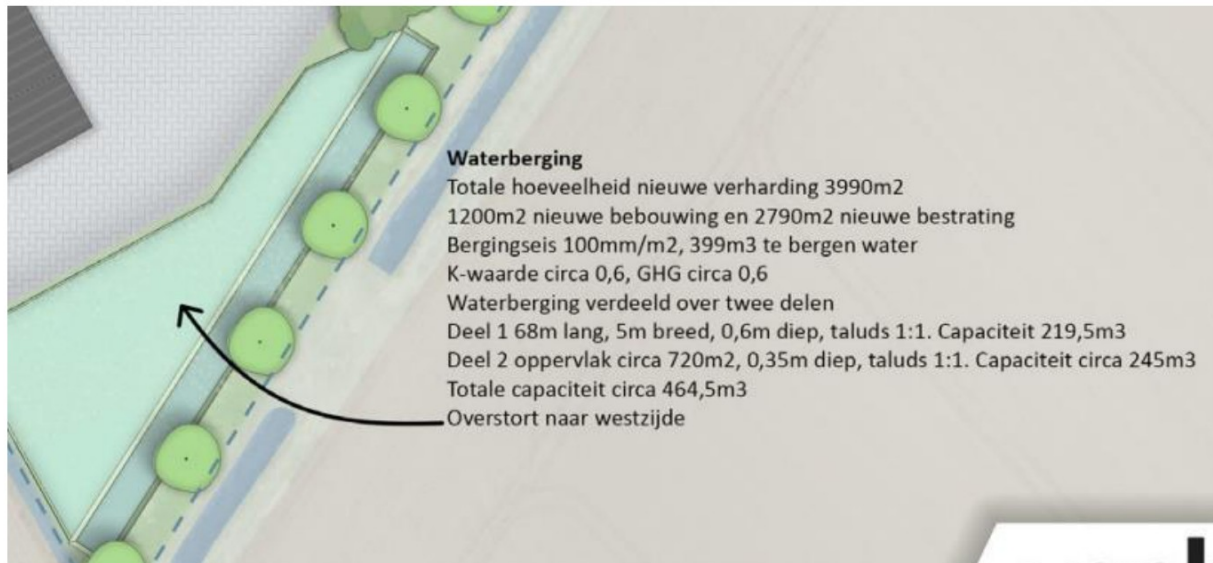 Waterberging
Totale hoeveelheid nieuwe verharding 3990m2
1200m2 nieuwe bebouwing en 2790m2 nieuwe bestrating
Bergingseis 100mm/m2, 399m3 te bergen water
K-waarde circa 0,6, GHG circa 0,6
Waterberging verdeeld over twee delen
Deel 1 68m lang, 5m breed, 0,6m diep, taluds 1:1. Capaciteit 219,5m3
Deel 2 oppervlak circa 720m2, 0,35m diep, taluds 1:1. Capaciteit circa 245m3
Totale capaciteit circa 464,5m3
Overstort naar westzijde